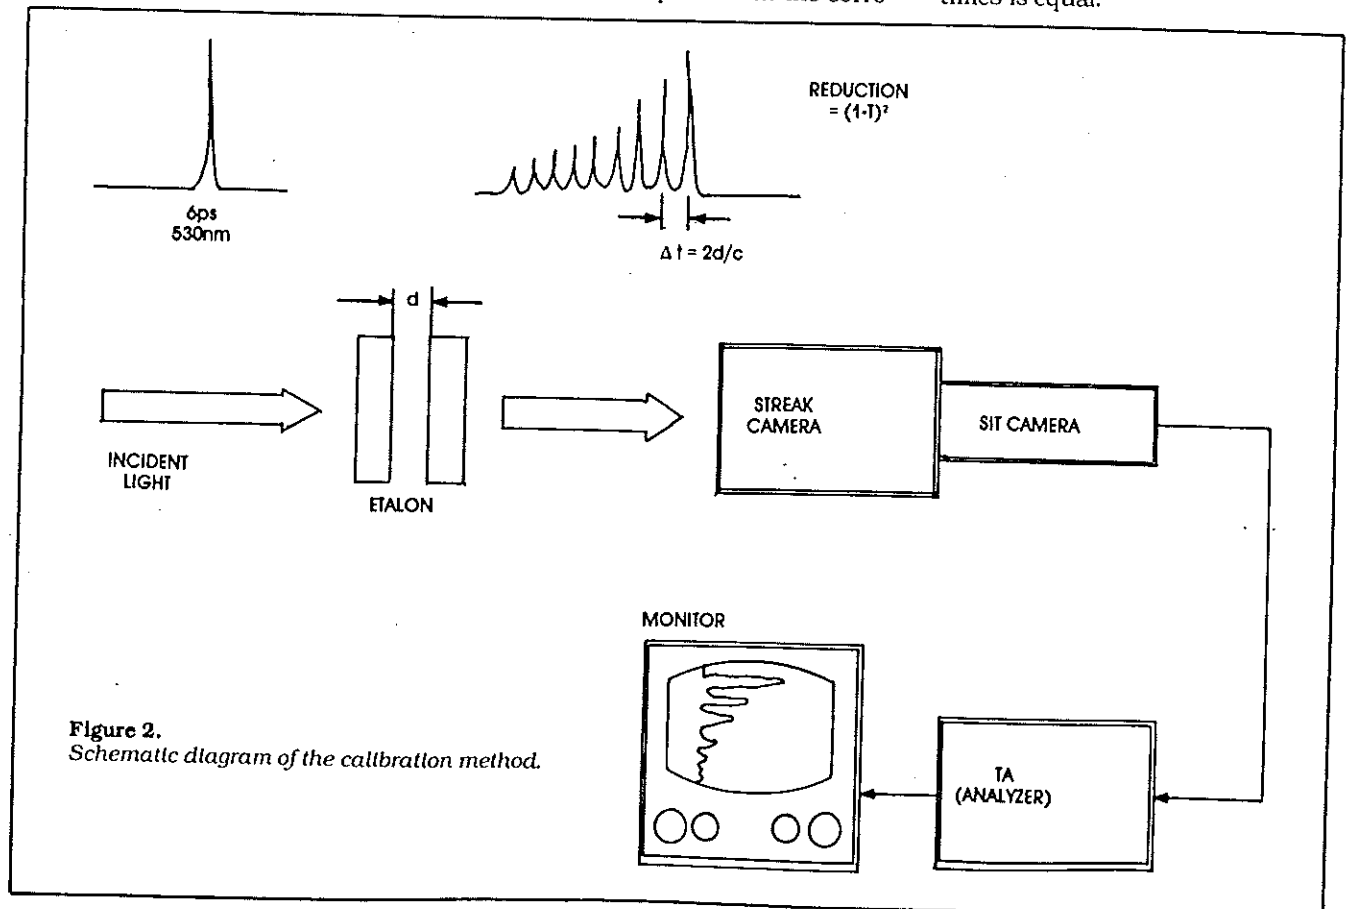 times is equal.
REDUCTION
= (1-T)²
6ps
530nm
Δt = 2d/c
d
INCIDENT
LIGHT
ETALON
STREAK
CAMERA
SIT CAMERA
MONITOR
TA
(ANALYZER)
Figure 2.
Schematic diagram of the calibration method.